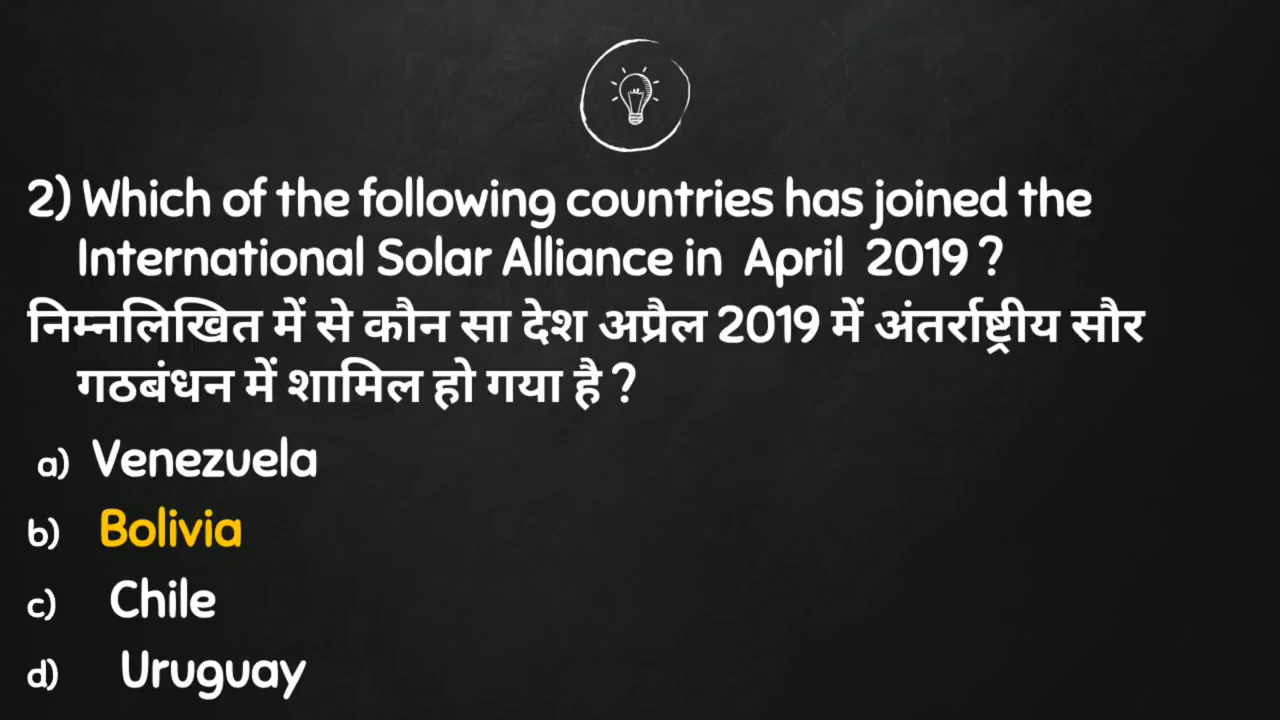 2) Which of the following countries has joined the
International Solar Alliance in April 2019 ?
निम्नलिखित में से कौन सा देश अप्रैल 2019 में अंतर्राष्ट्रीय सौर
गठबंधन में शामिल हो गया है ?
a) Venezuela
b) Bolivia
c) Chile
d) Uruguay